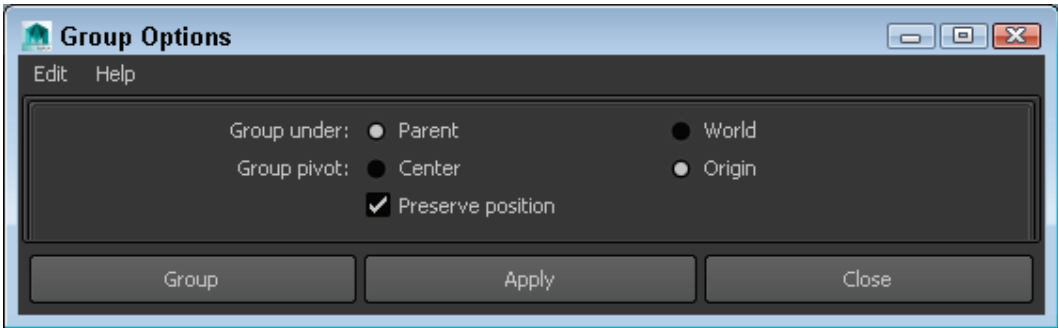 Group Options
Edit Help
Group under: Parent World
Group pivot: Center Origin
Preserve position
Group Apply Close